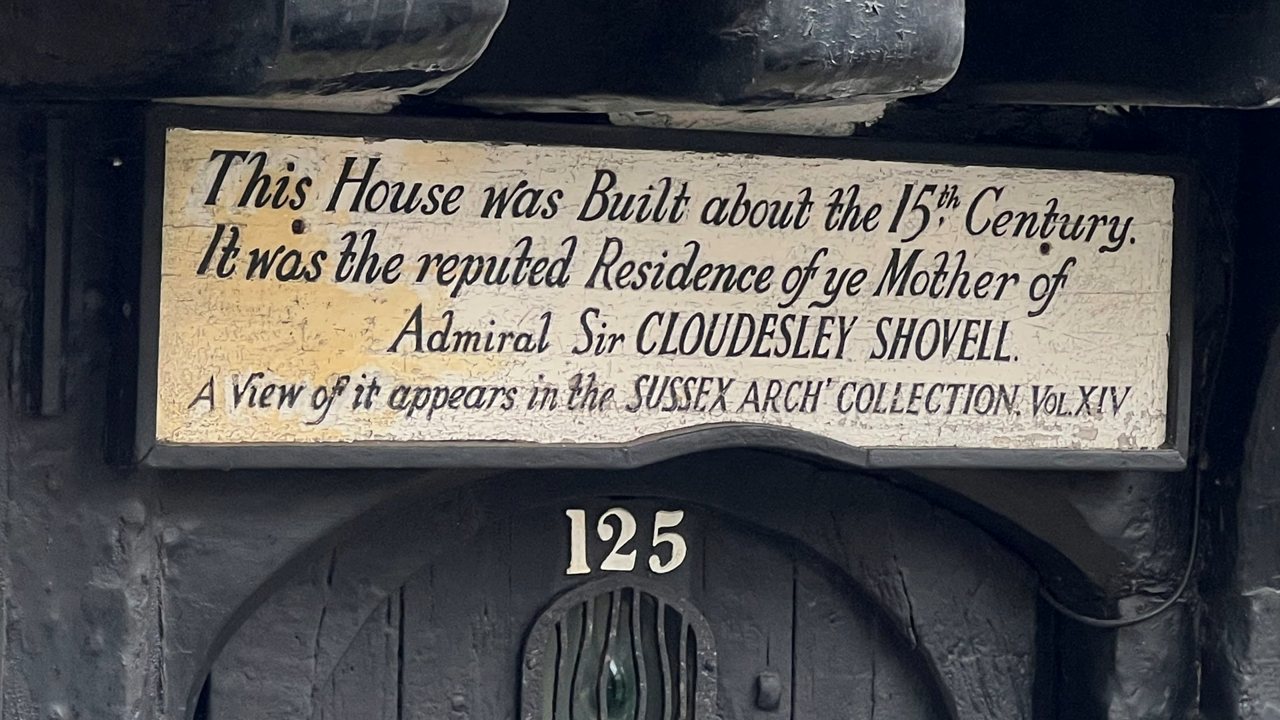 This House was Built about the 15th Century.
It was the reputed Residence of ye Mother of
Admiral Sir CLOUDESLEY SHOVELL.
A View of it appears in the SUSSEX ARCH' COLLECTION. VOL.XIV
125